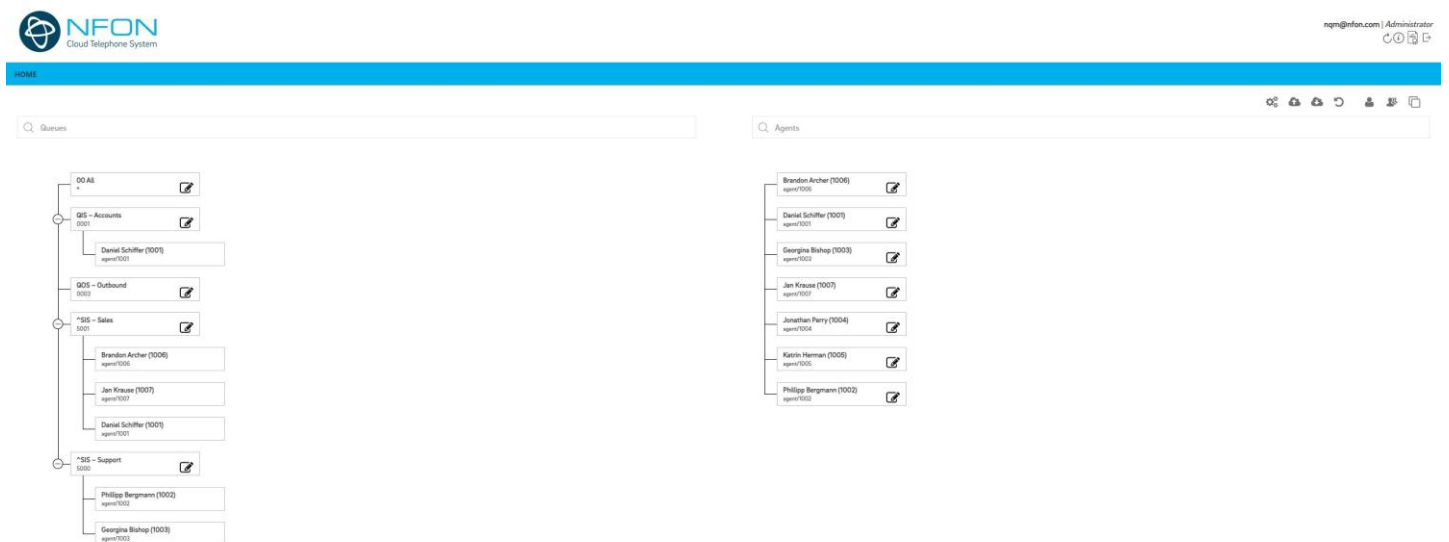 NFON
Cloud Telephone System
nqm@nfon.com | Administrator
HOME
Queues
Agents
00 All
*
QIS – Accounts
0001
Daniel Schiffer (1001)
agent/1001
QOS – Outbound
0003
^SIS – Sales
5001
Brandon Archer (1006)
agent/1006
Jan Krause (1007)
agent/1007
Daniel Schiffer (1001)
agent/1001
^SIS – Support
5000
Phillipp Bergmann (1002)
agent/1002
Georgina Bishop (1003)
agent/1003
Brandon Archer (1006)
agent/1006
Daniel Schiffer (1001)
agent/1001
Georgina Bishop (1003)
agent/1003
Jan Krause (1007)
agent/1007
Jonathan Perry (1004)
agent/1004
Katrin Herman (1005)
agent/1005
Phillipp Bergmann (1002)
agent/1002